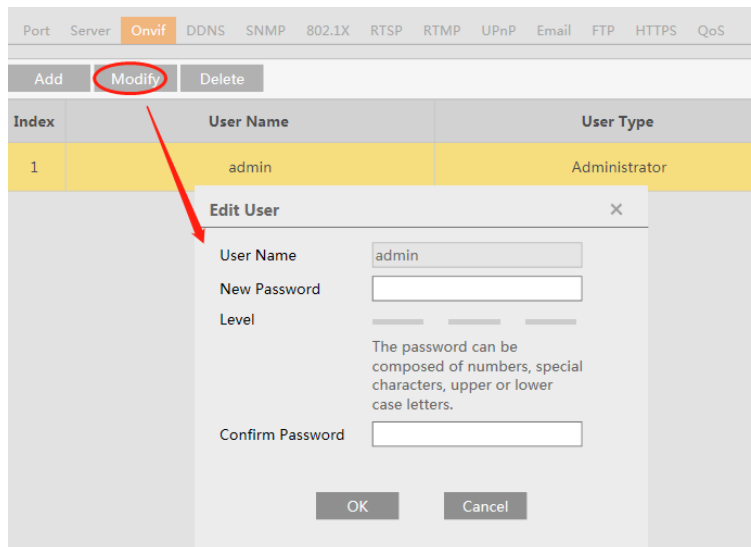 Port Server Onvif DDNS SNMP 802.1X RTSP RTMP UPnP Email FTP HTTPS QoS
Add Modify Delete
Index User Name User Type
1 admin Administrator
Edit User ×
User Name admin
New Password
Level
The password can be
composed of numbers, special
characters, upper or lower
case letters.
Confirm Password
OK Cancel